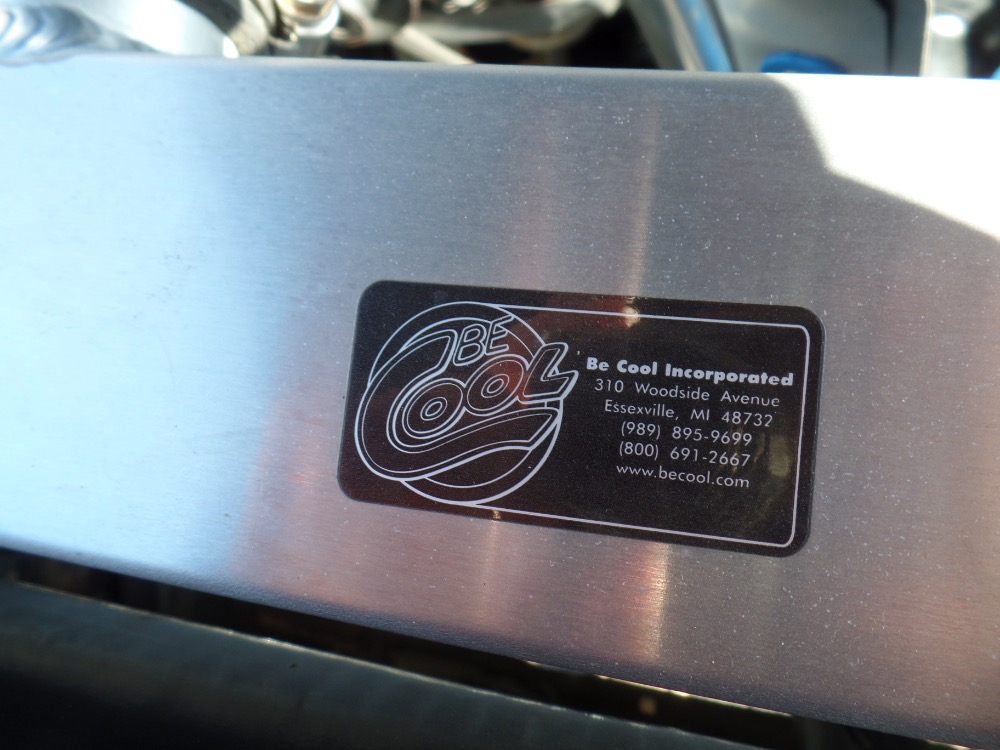 BE
COOL
Be Cool Incorporated
310 Woodside Avenue
Essexville, MI 48732
(989) 895-9699
(800) 691-2667
www.becool.com